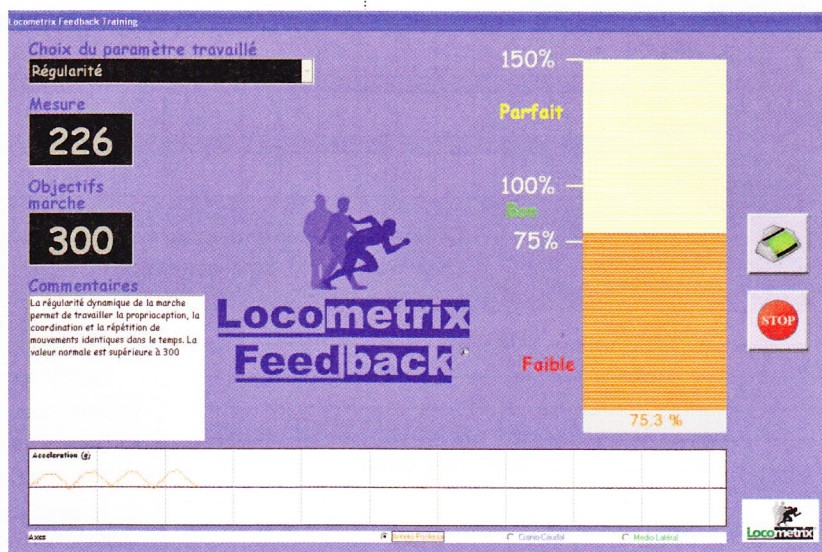 Locometrix Feedback Training
Choix du paramètre travaillé
Régularité
Mesure
226
Objectifs
marche
300
Commentaires
La régularité dynamique de la marche
permet de travailler la proprioception, la
coordination et la répétition de
mouvements identiques dans le temps. La
valeur normale est supérieure à 300
Locometrix
Feedback
150%
Parfait
100%
Bon
75%
Faible
75.3 %
STOP
Acceleration (g)
Axes
Cranio-Caudal
Medio-Latéral
Locometrix